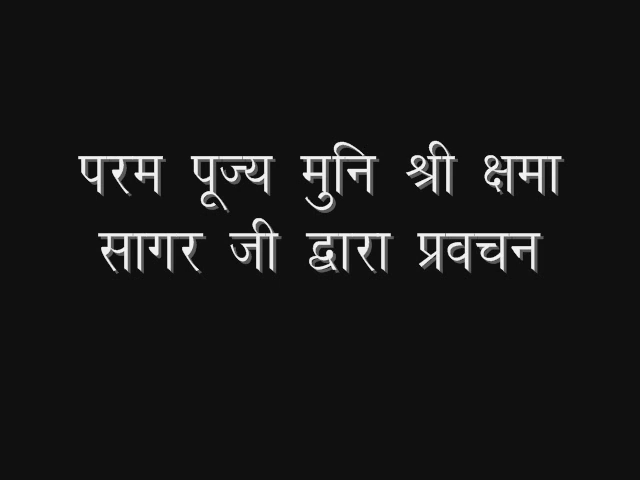 परम पूज्य मुनि श्री क्षमा
सागर जी द्वारा प्रवचन